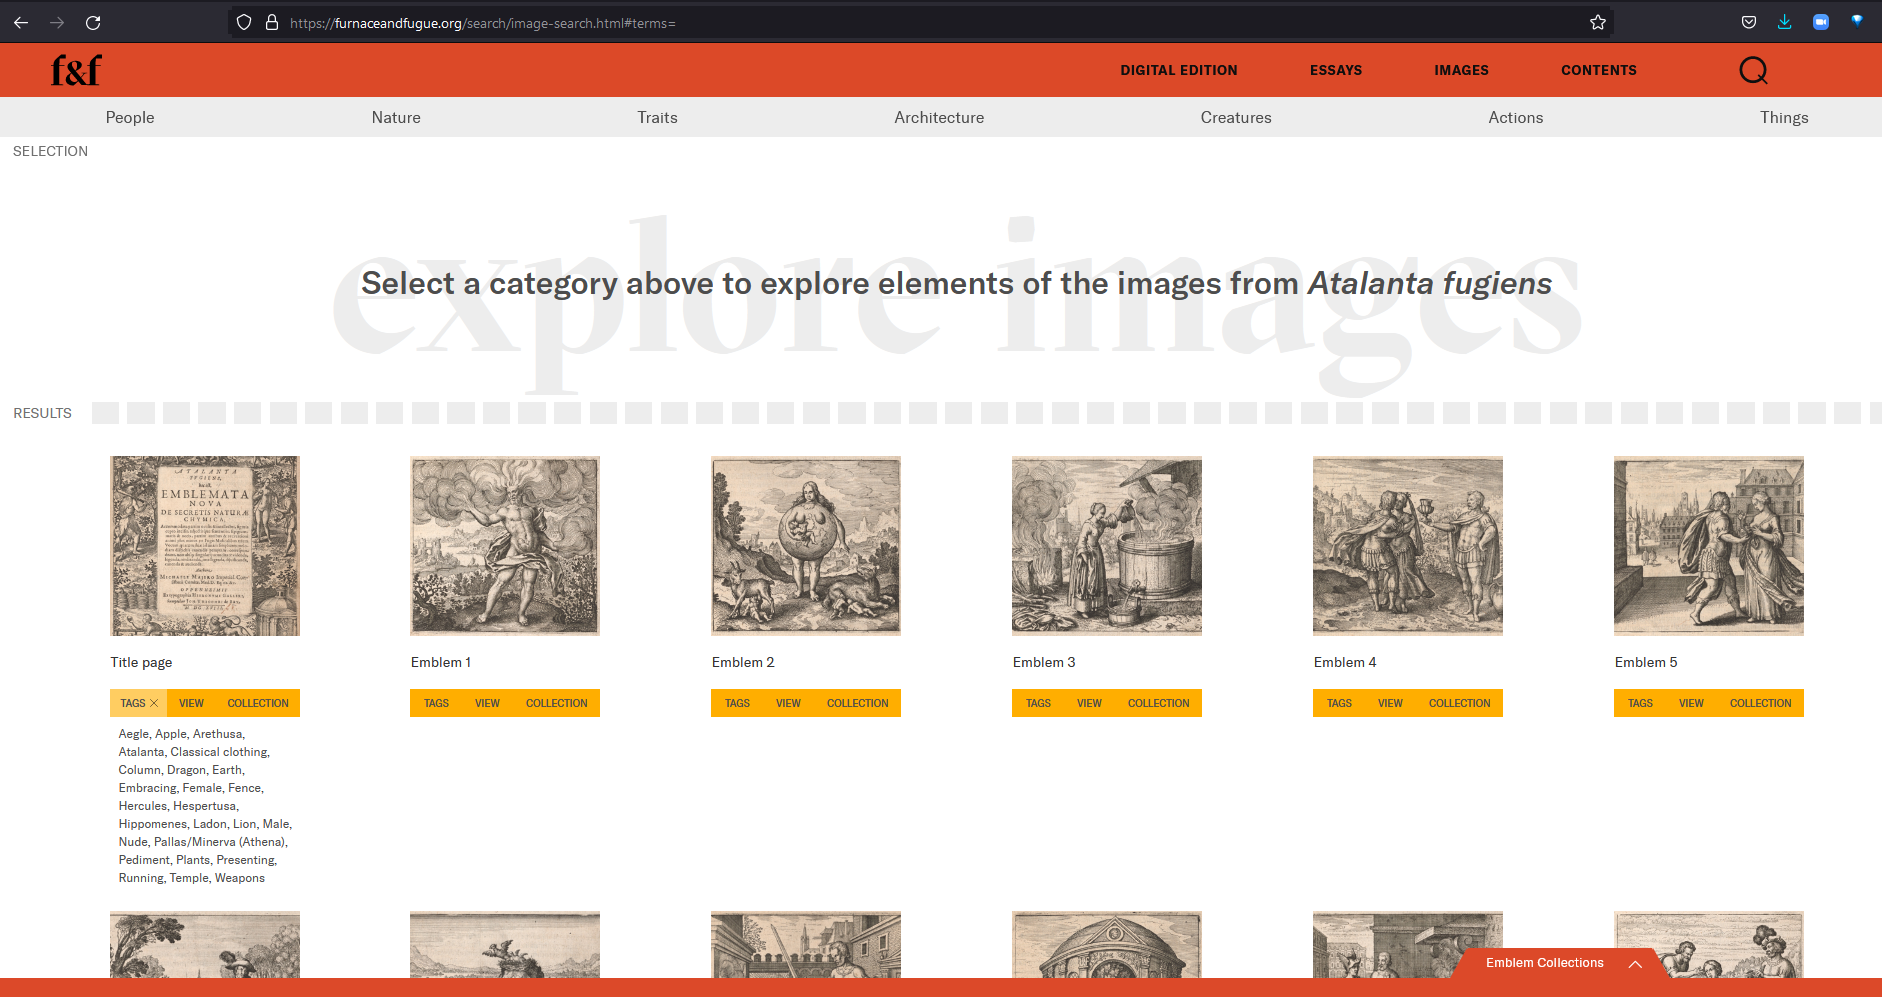 https://furnaceandfugue.org/search/image-search.html#terms=
f&f
DIGITAL EDITION
ESSAYS
IMAGES
CONTENTS
People
Nature
Traits
Architecture
Creatures
Actions
Things
SELECTION
explore images
Select a category above to explore elements of the images from Atalanta fugiens
RESULTS
ATALANTA
FUGIENS,
EMBLEMATA
NOVA
DE SECRETIS NATURÆ
CHYMICA,
Title page
TAGS
VIEW
COLLECTION
Aegle, Apple, Arethusa,
Atalanta, Classical clothing,
Column, Dragon, Earth,
Embracing, Female, Fence,
Hercules, Hespertusa,
Hippomenes, Ladon, Lion, Male,
Nude, Pallas/Minerva (Athena),
Pediment, Plants, Presenting,
Running, Temple, Weapons
Emblem 1
TAGS
VIEW
COLLECTION
Emblem 2
TAGS
VIEW
COLLECTION
Emblem 3
TAGS
VIEW
COLLECTION
Emblem 4
TAGS
VIEW
COLLECTION
Emblem 5
TAGS
VIEW
COLLECTION
Emblem Collections